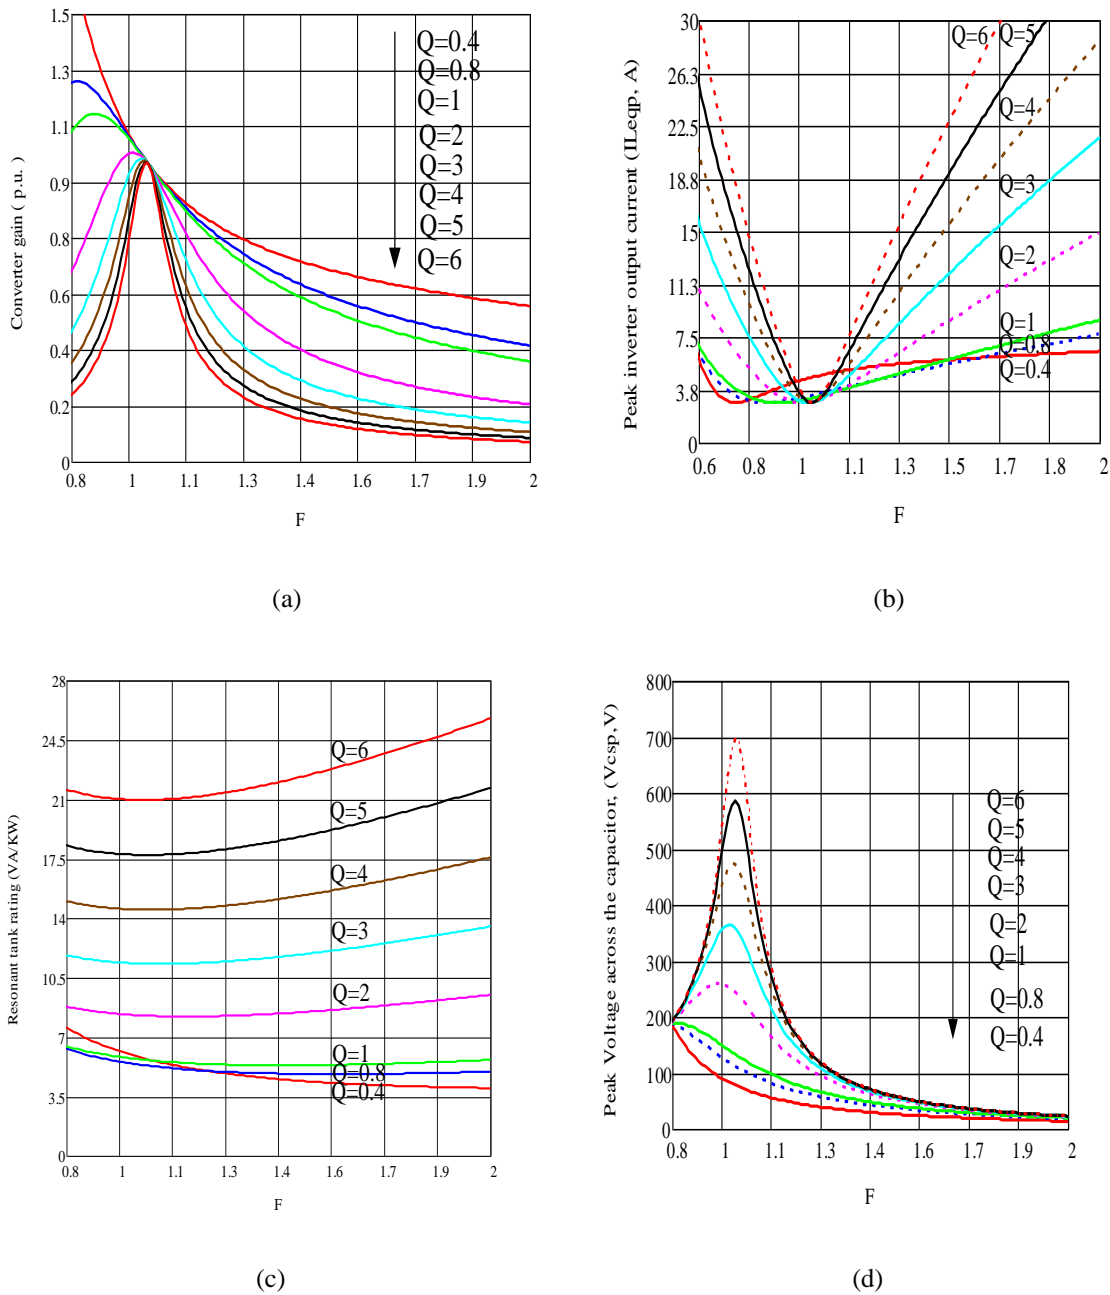 Converter gain ( p.u. )
1.5
1.3
1.1
0.9
0.8
0.6
0.4
0.2
0
0.8
1
1.1
1.3
1.4
1.6
1.7
1.9
2
F
Q=0.4
Q=0.8
Q=1
Q=2
Q=3
Q=4
Q=5
Q=6
(a)
Peak inverter output current (ILeqp, A)
30
26.3
22.5
18.8
15
11.3
7.5
3.8
0
0.6
0.8
1
1.1
1.3
1.5
1.8
2
F
Q=6
Q=5
Q=4
Q=3
Q=2
Q=1
Q=0.8
Q=0.4
(b)
Resonant tank rating (VA/KW)
28
24.5
21
17.5
14
10.5
7
3.5
0
0.8
1
1.1
1.3
1.4
1.6
1.7
1.9
2
F
Q=6
Q=5
Q=4
Q=3
Q=2
Q=1
Q=0.8
Q=0.4
(c)
Peak Voltage across the capacitor, (Vcsp,V)
800
700
600
500
400
300
200
100
0
0.8
1
1.1
1.3
1.4
1.6
1.7
1.9
2
F
Q=6
Q=5
Q=4
Q=3
Q=2
Q=1
Q=0.8
Q=0.4
(d)